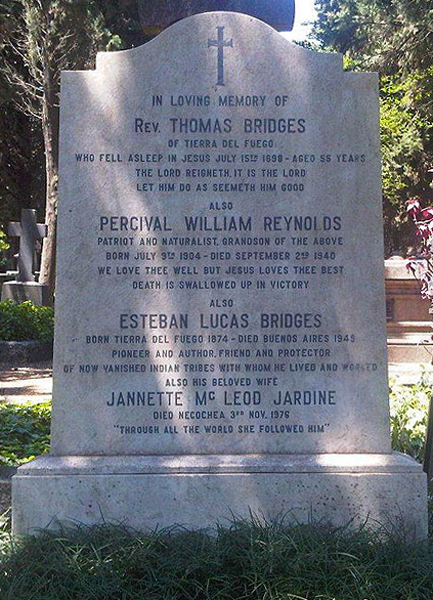 IN LOVING MEMORY OF
REV. THOMAS BRIDGES
OF TIERRA DEL FUEGO
WHO FELL ASLEEP IN JESUS JULY 15TH 1898 - AGED 55 YEARS
THE LORD REIGNETH, IT IS THE LORD
LET HIM DO AS SEEMETH HIM GOOD
ALSO
PERCIVAL WILLIAM REYNOLDS
PATRIOT AND NATURALIST, GRANDSON OF THE ABOVE
BORN JULY 9TH 1904 - DIED SEPTEMBER 2ND 1940
WE LOVE THEE WELL BUT JESUS LOVES THEE BEST
DEATH IS SWALLOWED UP IN VICTORY
ALSO
ESTEBAN LUCAS BRIDGES
BORN TIERRA DEL FUEGO 1874 - DIED BUENOS AIRES 1949
PIONEER AND AUTHOR, FRIEND AND PROTECTOR
OF NOW VANISHED INDIAN TRIBES WITH WHOM HE LIVED AND WORKED
ALSO HIS BELOVED WIFE
JANNETTE MC LEOD JARDINE
DIED NECOCHEA 3RD NOV. 1976
"THROUGH ALL THE WORLD SHE FOLLOWED HIM"